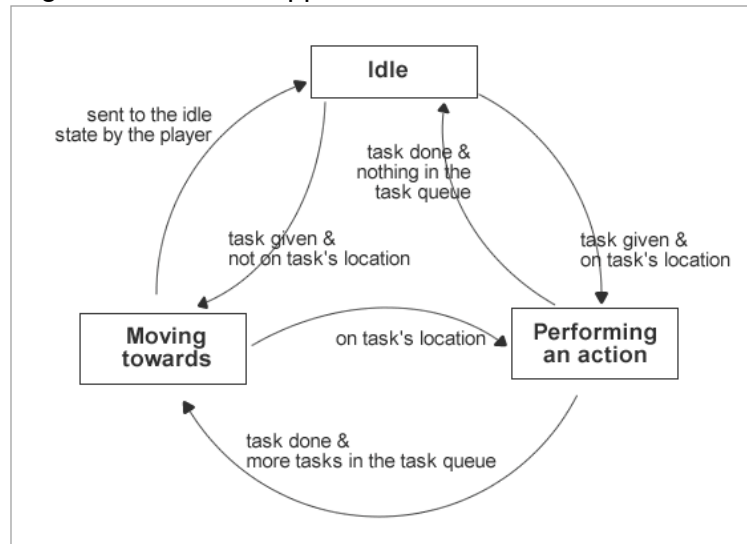 Idle
sent to the idle
state by the player
task done &
nothing in the
task queue
task given &
not on task's location
task given &
on task's location
Moving
towards
on task's location
Performing
an action
task done &
more tasks in the task queue